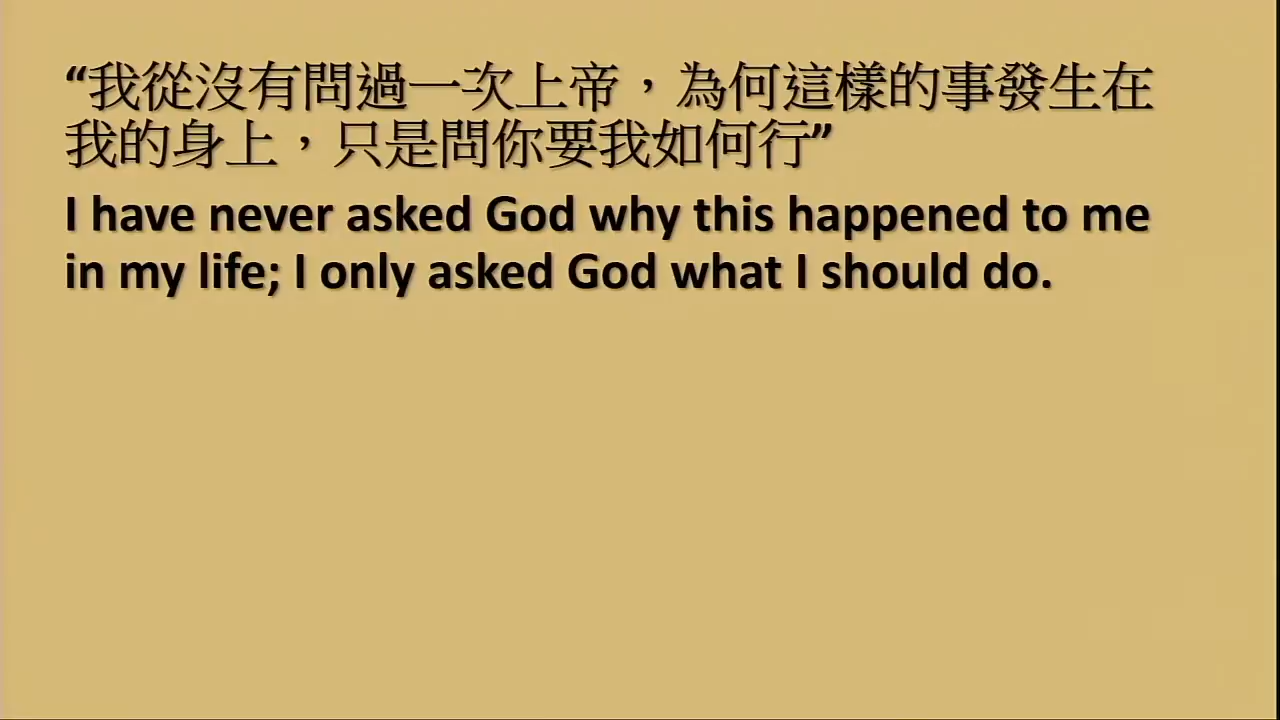 “我從沒有問過一次上帝，為何這樣的事發生在
我的身上，只是問你要我如何行”
I have never asked God why this happened to me
in my life; I only asked God what I should do.